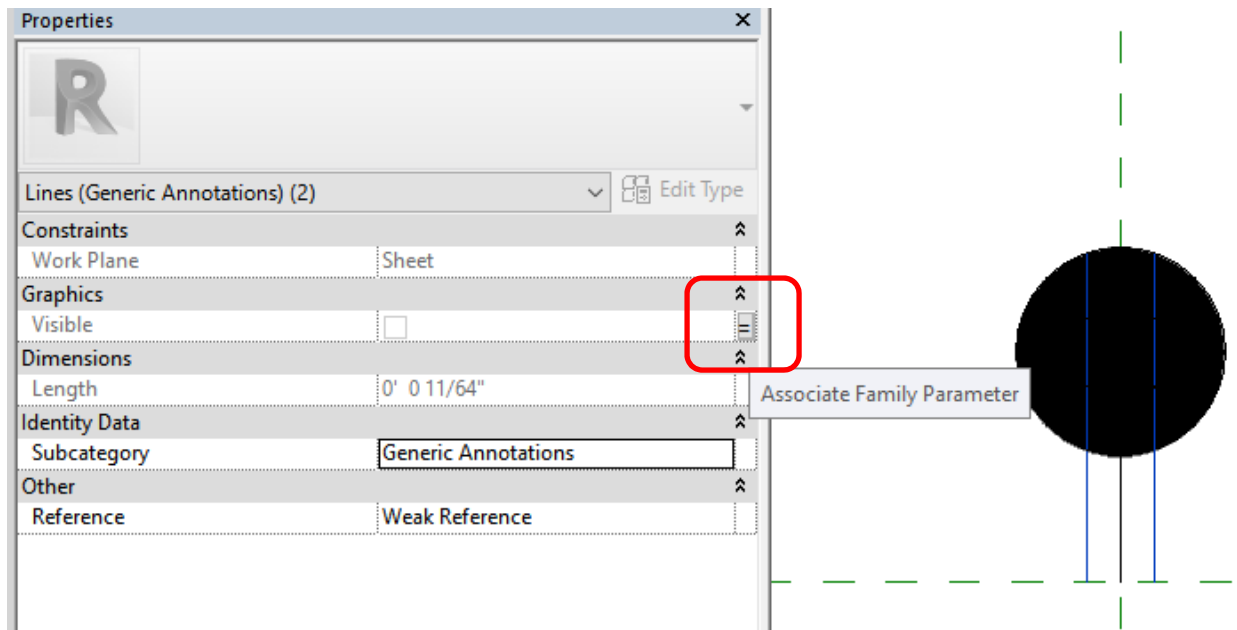 Properties
R
Lines (Generic Annotations) (2) Edit Type
Constraints
Work Plane Sheet
Graphics
Visible =
Dimensions
Length 0' 0 11/64"
Associate Family Parameter
Identity Data
Subcategory Generic Annotations
Other
Reference Weak Reference